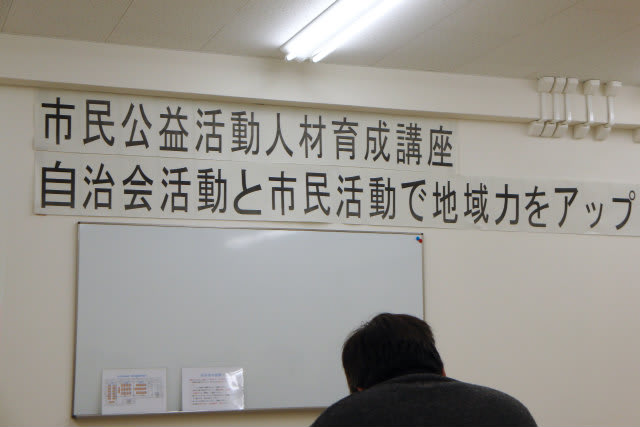 市民公益活動人材育成講座
自治会活動と市民活動で地域力をアップ